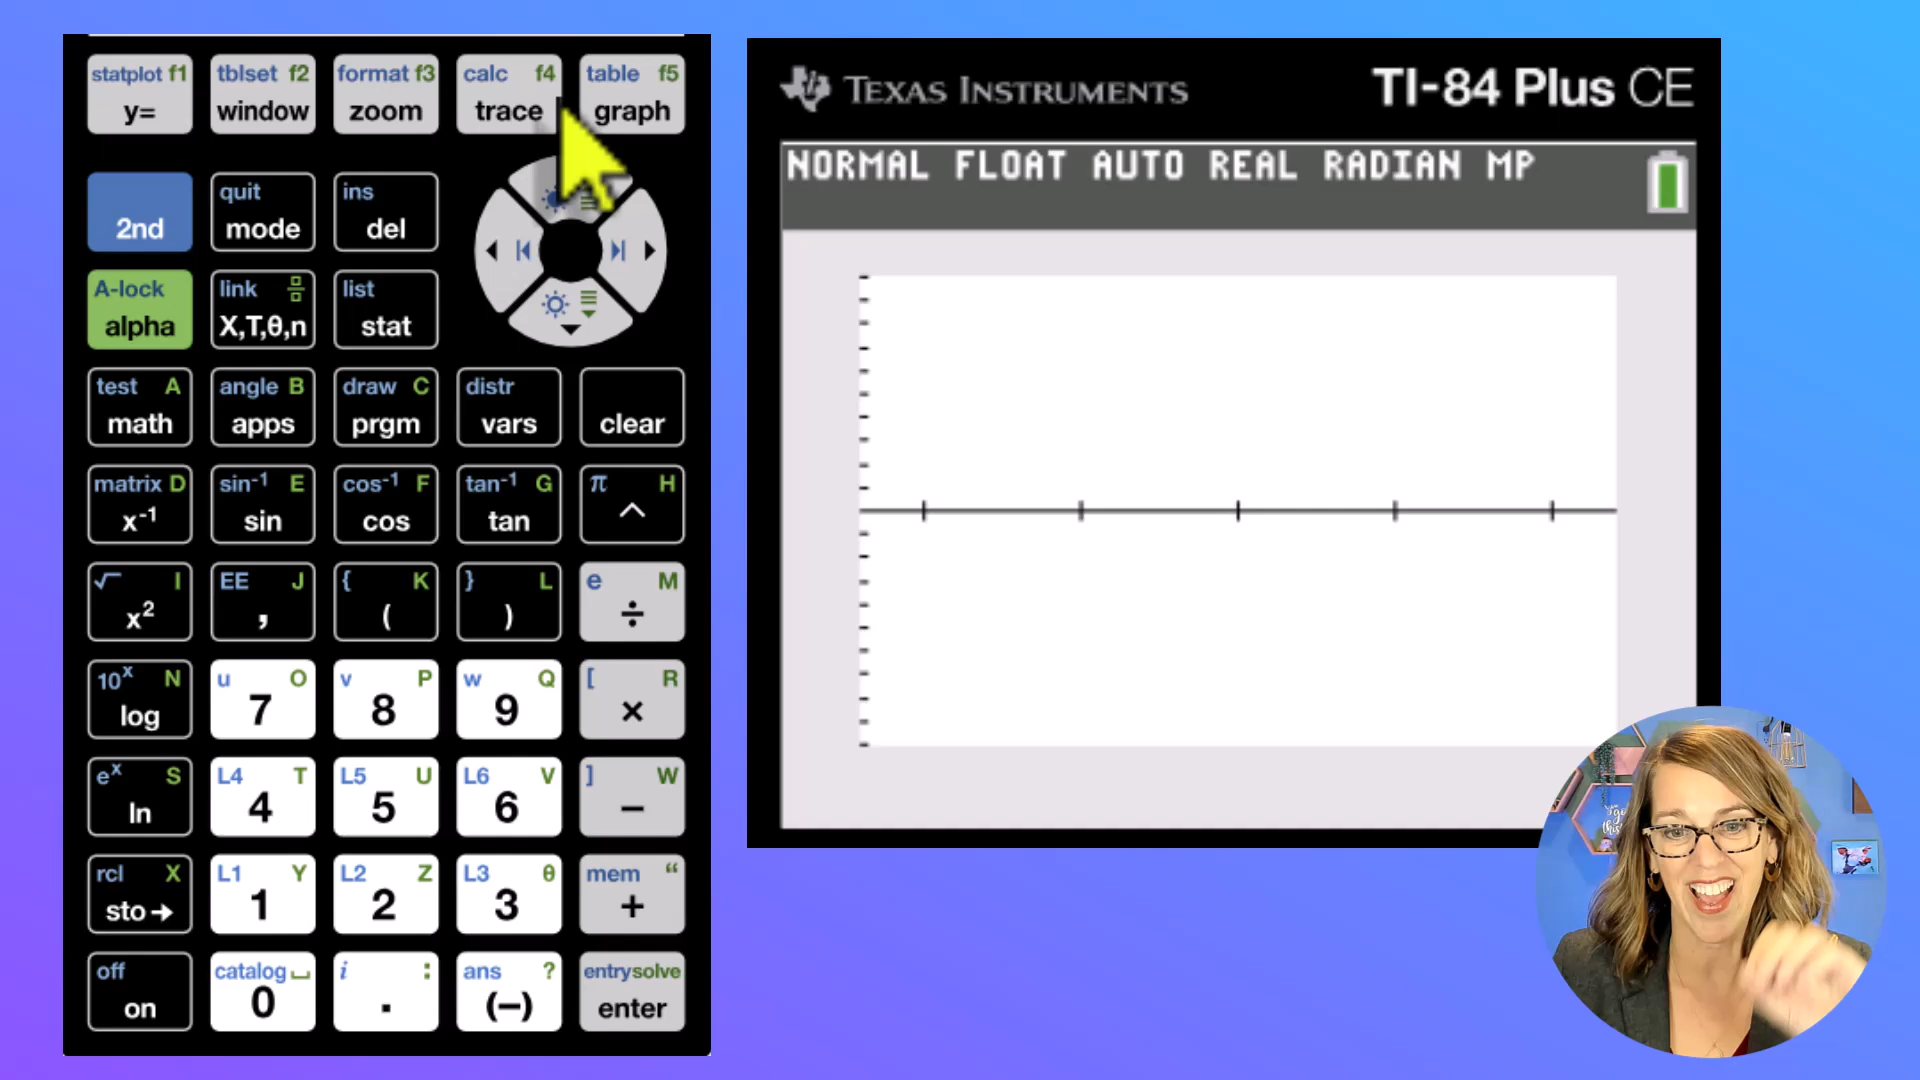 statplot f1 tblset f2 format f3 calc f4 table f5
y= window zoom trace graph
quit ins
2nd mode del
A-lock link list
alpha X,T,θ,n stat
test A angle B draw C distr
math apps prgm vars clear
matrix D sin⁻¹ E cos⁻¹ F tan⁻¹ G π H
x⁻¹ sin cos tan ^
√ I EE J { K } L e M
x² , ( ) ÷
10ˣ N u O v P w Q [ R
log 7 8 9 ×
eˣ S L4 T L5 U L6 V ] W
ln 4 5 6 −
rcl X L1 Y L2 Z L3 θ mem “
sto→ 1 2 3 +
off catalog i : ans ? entry solve
on 0 . (−) enter
TEXAS INSTRUMENTS TI-84 Plus CE
NORMAL FLOAT AUTO REAL RADIAN MP